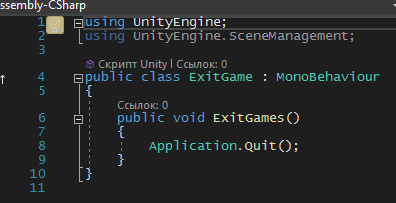 ssembly-CSharp
1 using UnityEngine;
2 using UnityEngine.SceneManagement;
3
Скрипт Unity | Ссылок: 0
4 public class ExitGame : MonoBehaviour
5 {
Ссылок: 0
6 public void ExitGames()
7 {
8 Application.Quit();
9 }
10 }
11